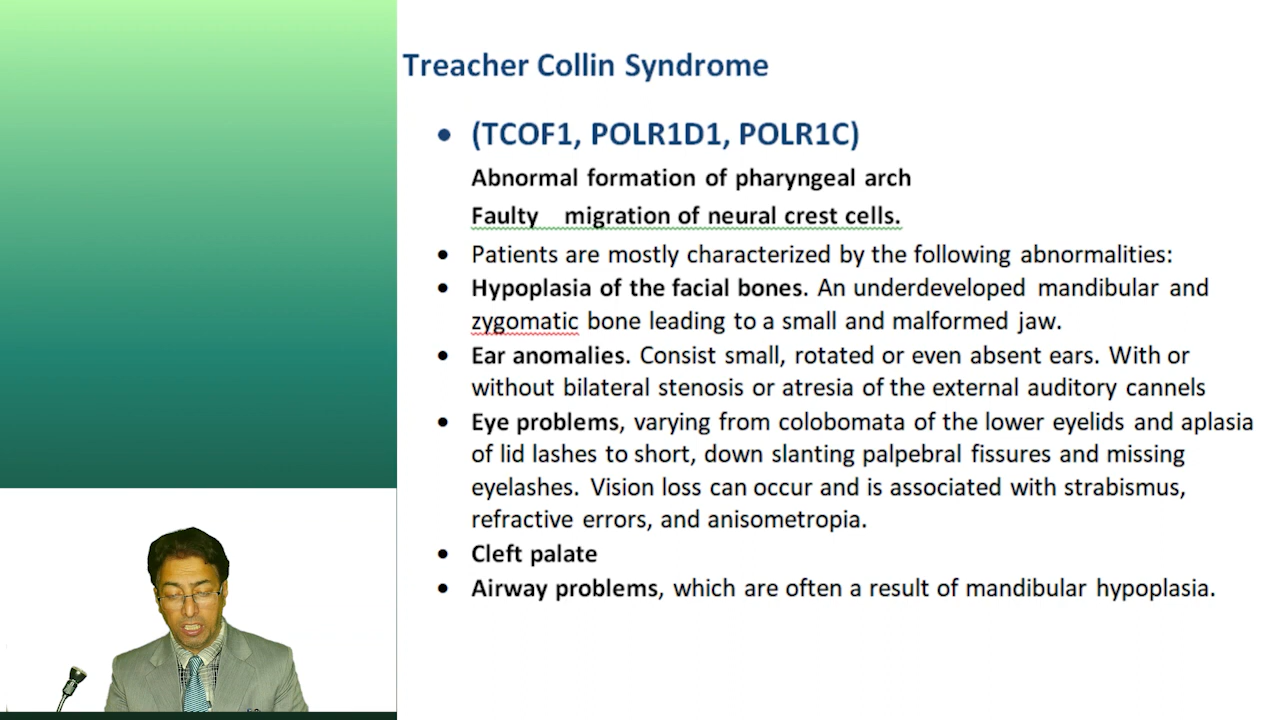 Treacher Collin Syndrome
• (TCOF1, POLR1D1, POLR1C)
Abnormal formation of pharyngeal arch
Faulty migration of neural crest cells.
• Patients are mostly characterized by the following abnormalities:
• Hypoplasia of the facial bones. An underdeveloped mandibular and
zygomatic bone leading to a small and malformed jaw.
• Ear anomalies. Consist small, rotated or even absent ears. With or
without bilateral stenosis or atresia of the external auditory cannels
• Eye problems, varying from colobomata of the lower eyelids and aplasia
of lid lashes to short, down slanting palpebral fissures and missing
eyelashes. Vision loss can occur and is associated with strabismus,
refractive errors, and anisometropia.
• Cleft palate
• Airway problems, which are often a result of mandibular hypoplasia.